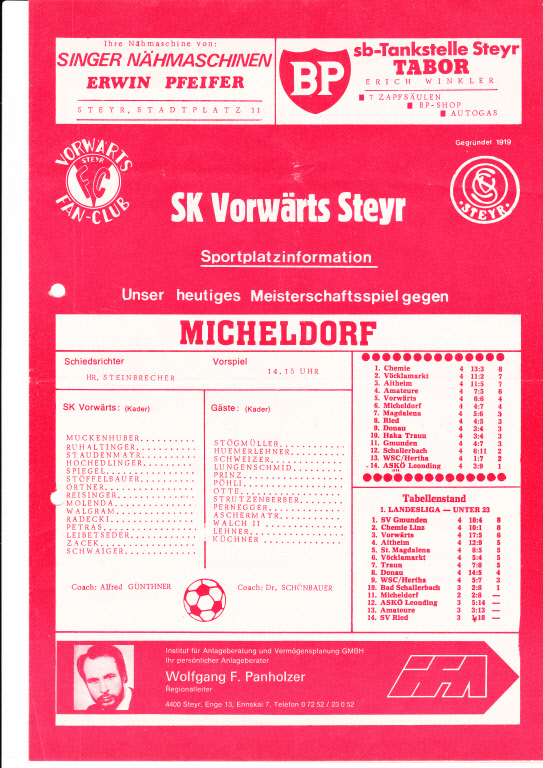 Ihre Nähmaschine von:
SINGER NÄHMASCHINEN
ERWIN PFEIFER
STEYR, STADTPLATZ 11
BP
sb-Tankstelle Steyr
TABOR
ERICH WINKLER
7 ZAPFSÄULEN
BP-SHOP
AUTOGAS
VORWÄRTS
STEYR
FC
FAN-CLUB
Gegründet 1919
STEYR
SK Vorwärts Steyr
Sportplatzinformation
Unser heutiges Meisterschaftsspiel gegen
MICHELDORF
Schiedsrichter
HR. STEINBRECHER
Vorspiel
14.15 UHR
SK Vorwärts: (Kader)
MUCKENHUBER
RUHALTINGER
STAUDENMAYR
HOCHEDLINGER
SPIEGEL
STÖFFELBAUER
ORTNER
REISINGER
MOLENDA
WALGRAM
RADECKI
PETRAS
LEIBETSEDER
ZACEK
SCHWAIGER
Coach: Alfred GÜNTHNER
Gäste: (Kader)
STÖGMÜLLER
HUEMERLEHNER
SCHWEIZER
LUNGENSCHMID
PRINZ
PÖHLI
OTTE
STRUTZENBERGER
PERNEGGER
ASCHERMAYR
WALCH II
LEHNER
KÜCHNER
Coach: Dr. SCHÖNBAUER
1. Chemie 4 13:3 8
2. Vöcklamarkt 4 11:2 7
3. Altheim 4 11:5 7
4. Amateure 4 7:5 6
5. Vorwärts 4 6:6 4
6. Micheldorf 4 4:7 4
7. Magdalena 4 5:6 3
8. Ried 4 4:5 3
9. Donau 4 3:4 3
10. Haka Traun 4 3:4 3
11. Gmunden 4 4:7 3
12. Schallerbach 4 6:11 2
13. WSC/Hertha 4 1:7 2
14. ASKÖ Leonding 4 3:9 1
Tabellenstand
1. LANDESLIGA — UNTER 23
1. SV Gmunden 4 18:4 8
2. Chemie Linz 4 10:1 8
3. Vorwärts 4 17:5 6
4. Altheim 4 12:9 5
5. St. Magdalena 4 8:5 5
6. Vöcklamarkt 4 5:4 5
7. Traun 4 7:8 5
8. Donau 4 14:5 4
9. WSC/Hertha 4 5:7 3
10. Bad Schallerbach 3 2:8 1
11. Micheldorf 2 2:8 —
12. ASKÖ Leonding 3 5:14 —
13. Amateure 3 3:13 —
14. SV Ried 3 1:18 —
Institut für Anlageberatung und Vermögensplanung GMBH
Ihr persönlicher Anlageberater
Wolfgang F. Panholzer
Regionalleiter
4400 Steyr, Enge 13, Ennskai 7, Telefon 0 72 52 / 23 0 52
IFA